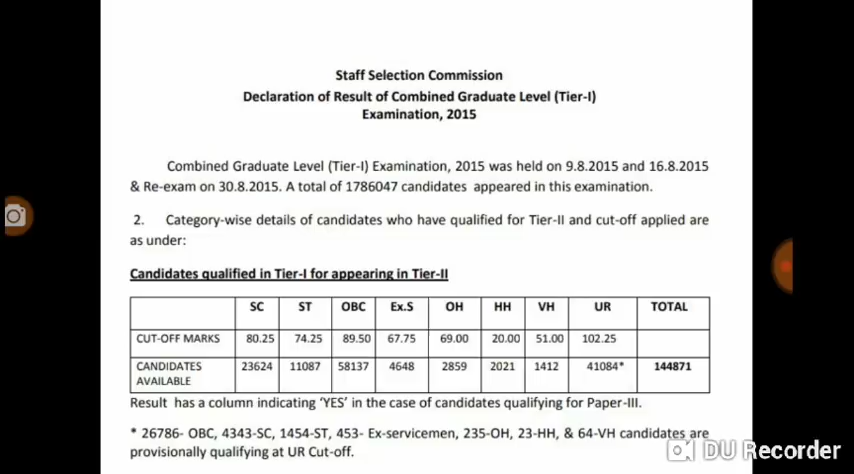 Staff Selection Commission
Declaration of Result of Combined Graduate Level (Tier-I)
Examination, 2015
Combined Graduate Level (Tier-I) Examination, 2015 was held on 9.8.2015 and 16.8.2015
& Re-exam on 30.8.2015. A total of 1786047 candidates appeared in this examination.
2. Category-wise details of candidates who have qualified for Tier-II and cut-off applied are
as under:
Candidates qualified in Tier-I for appearing in Tier-II
SC ST OBC Ex.S OH HH VH UR TOTAL
CUT-OFF MARKS 80.25 74.25 89.50 67.75 69.00 20.00 51.00 102.25
CANDIDATES AVAILABLE 23624 11087 58137 4648 2859 2021 1412 41084* 144871
Result has a column indicating ‘YES’ in the case of candidates qualifying for Paper-III.
* 26786- OBC, 4343-SC, 1454-ST, 453- Ex-servicemen, 235-OH, 23-HH, & 64-VH candidates are
provisionally qualifying at UR Cut-off.
DU Recorder